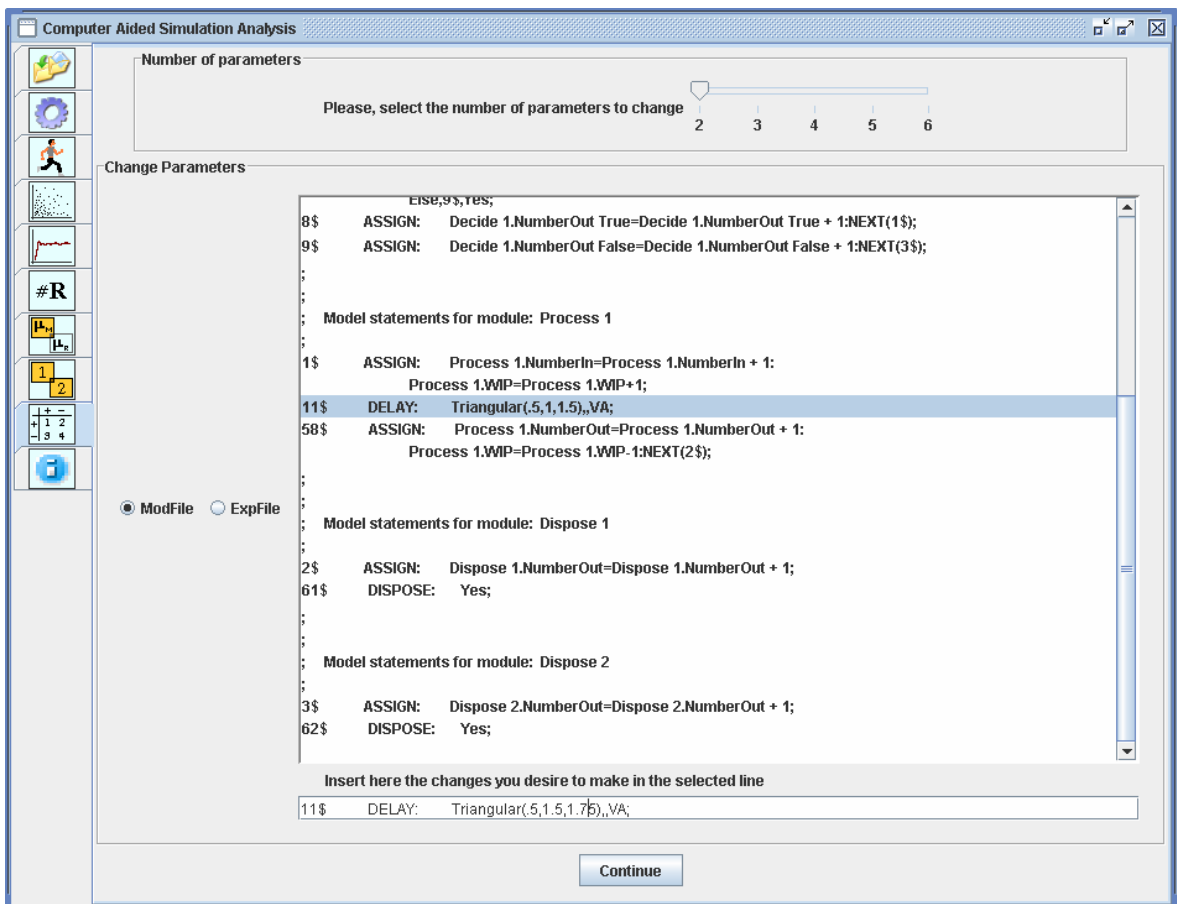 Computer Aided Simulation Analysis
Number of parameters
Please, select the number of parameters to change
2 3 4 5 6
Change Parameters
Else,9$,Yes;
8$ ASSIGN: Decide 1.NumberOut True=Decide 1.NumberOut True + 1:NEXT(1$);
9$ ASSIGN: Decide 1.NumberOut False=Decide 1.NumberOut False + 1:NEXT(3$);
;
;
; Model statements for module: Process 1
;
1$ ASSIGN: Process 1.NumberIn=Process 1.NumberIn + 1:
Process 1.WIP=Process 1.WIP+1;
11$ DELAY: Triangular(.5,1,1.5),,VA;
58$ ASSIGN: Process 1.NumberOut=Process 1.NumberOut + 1:
Process 1.WIP=Process 1.WIP-1:NEXT(2$);
;
;
; Model statements for module: Dispose 1
;
2$ ASSIGN: Dispose 1.NumberOut=Dispose 1.NumberOut + 1;
61$ DISPOSE: Yes;
;
;
; Model statements for module: Dispose 2
;
3$ ASSIGN: Dispose 2.NumberOut=Dispose 2.NumberOut + 1;
62$ DISPOSE: Yes;
ModFile ExpFile
Insert here the changes you desire to make in the selected line
11$ DELAY: Triangular(.5,1.5,1.75),,VA;
Continue
#R
μM
μR
1
2
+ −
+ 1 2
− 3 4
i